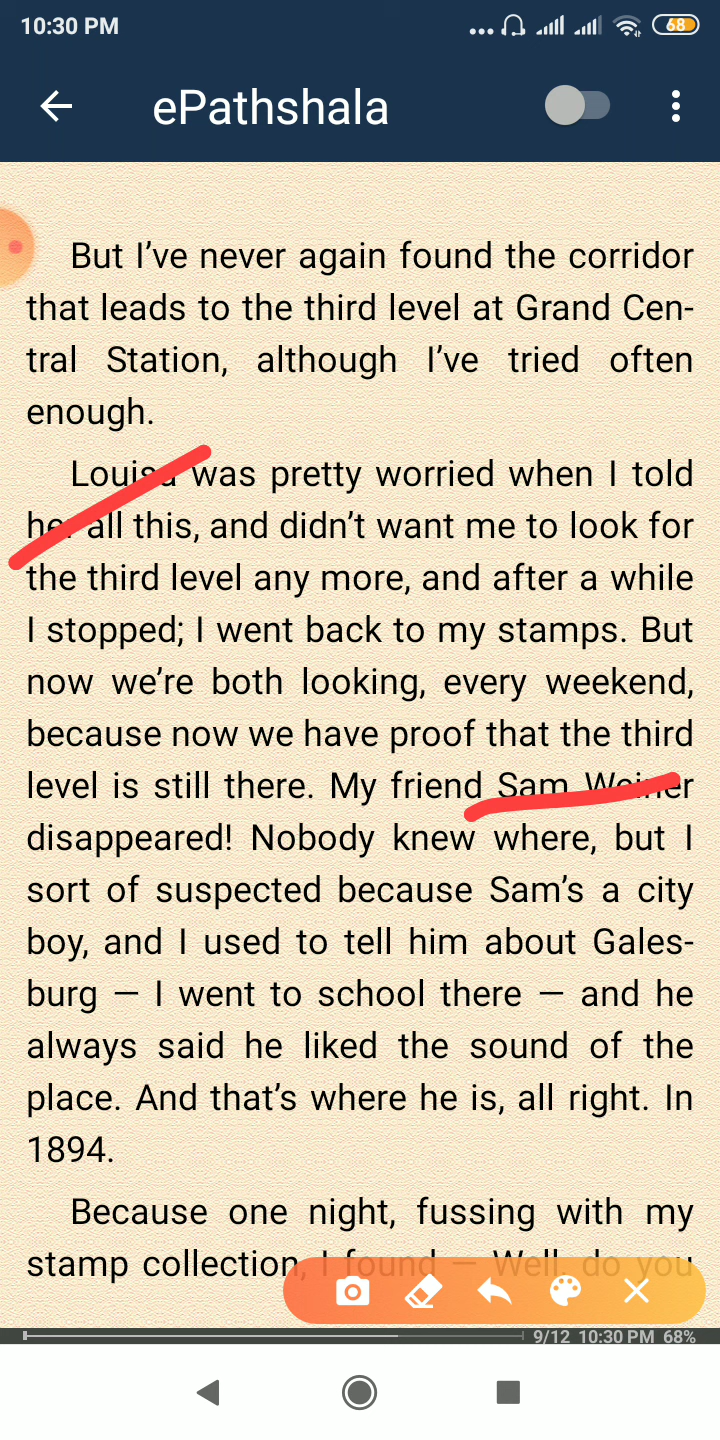 10:30 PM
68
ePathshala
But I've never again found the corridor
that leads to the third level at Grand Cen-
tral Station, although I've tried often
enough.
Louisa was pretty worried when I told
her all this, and didn't want me to look for
the third level any more, and after a while
I stopped; I went back to my stamps. But
now we're both looking, every weekend,
because now we have proof that the third
level is still there. My friend Sam Weiner
disappeared! Nobody knew where, but I
sort of suspected because Sam's a city
boy, and I used to tell him about Gales-
burg — I went to school there — and he
always said he liked the sound of the
place. And that's where he is, all right. In
1894.
Because one night, fussing with my
stamp collection, I found — Well, do you
9/12 10:30 PM 68%